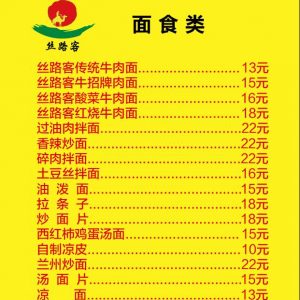 丝路客
面食类
丝路客传统牛肉面 13元
丝路客牛招牌肉面 15元
丝路客酸菜牛肉面 16元
丝路客红烧牛肉面 18元
过油肉拌面 22元
香辣炒面 22元
碎肉拌面 22元
土豆丝拌面 16元
油泼面 15元
拉条子 18元
炒面片 18元
西红柿鸡蛋汤面 15元
自制凉皮 10元
兰州炒面 22元
汤面片 15元
凉面 13元